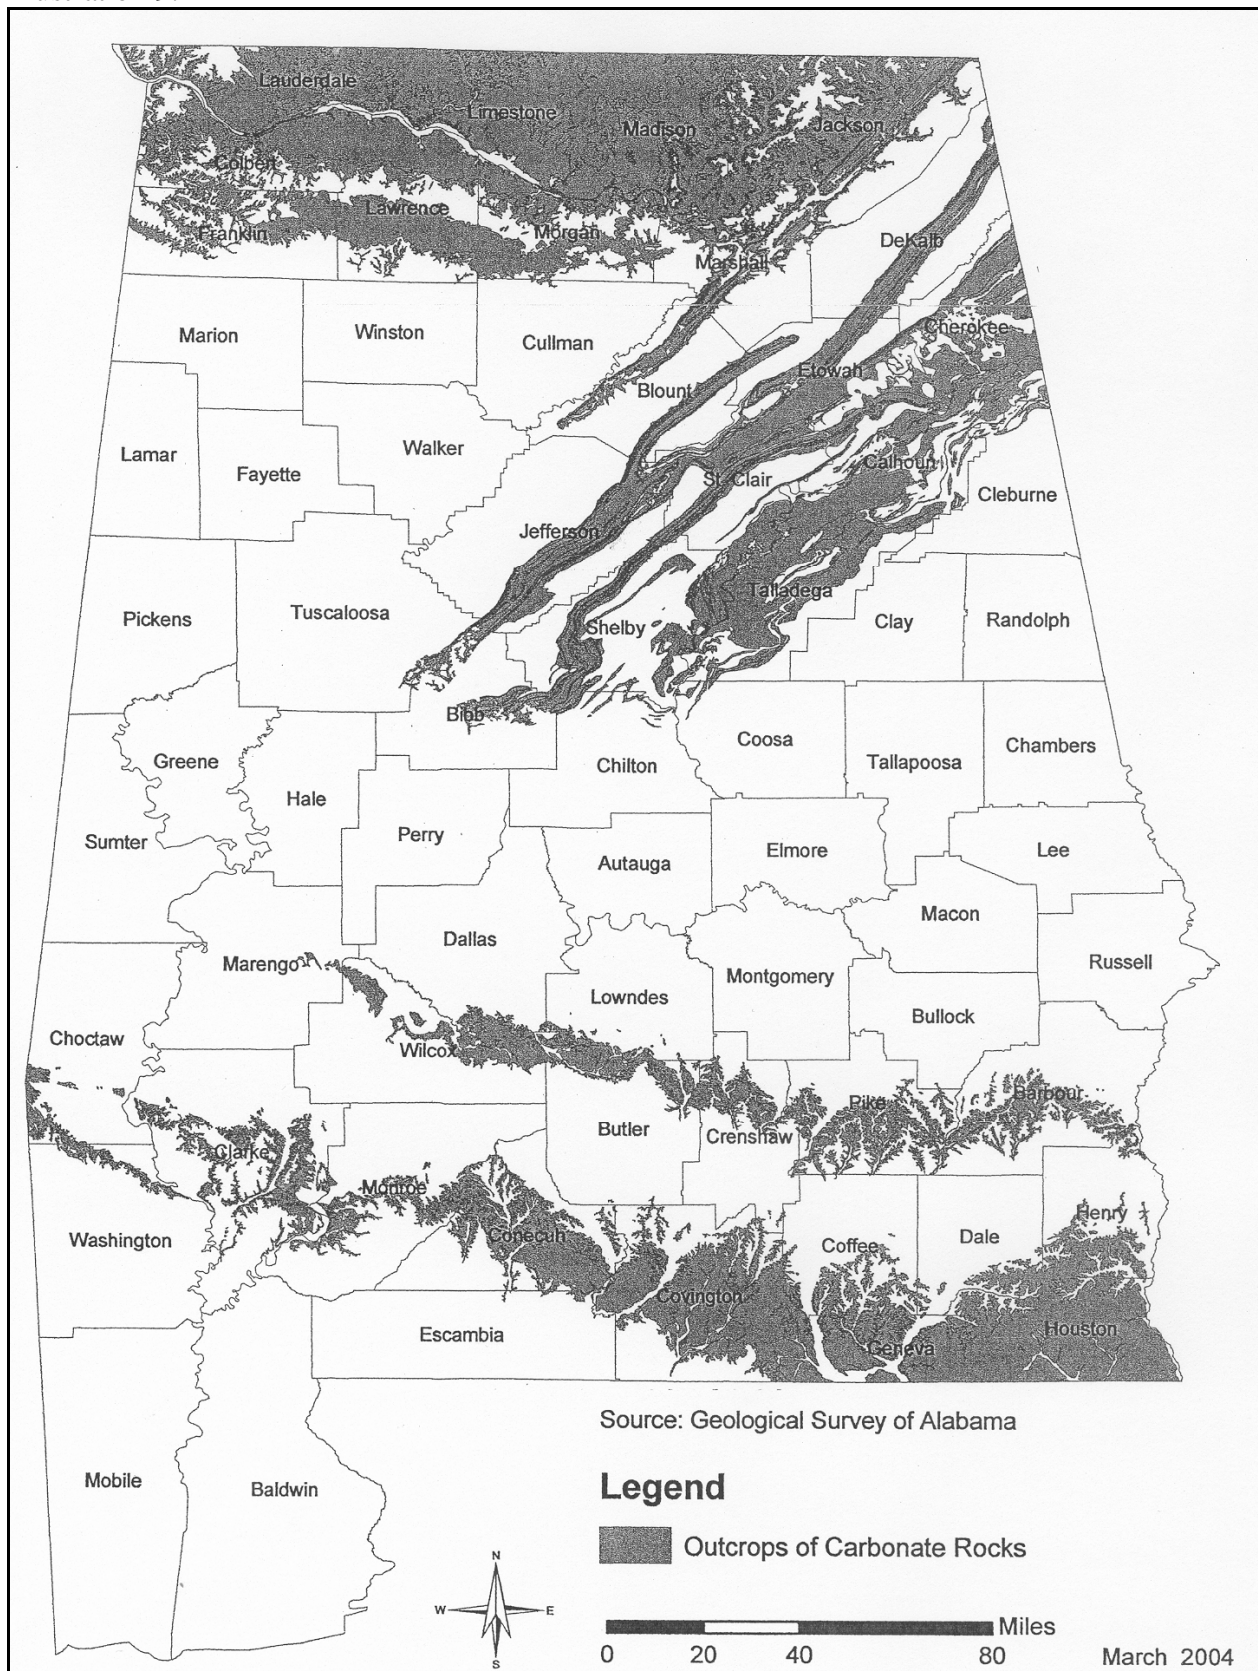 Lauderdale
Limestone
Madison
Jackson
Colbert
Lawrence
Franklin
Morgan
DeKalb
Marshall
Marion
Winston
Cullman
Cherokee
Blount
Etowah
Lamar
Fayette
Walker
St. Clair
Calhoun
Cleburne
Jefferson
Pickens
Tuscaloosa
Shelby
Talladega
Clay
Randolph
Bibb
Greene
Hale
Chilton
Coosa
Tallapoosa
Chambers
Sumter
Perry
Autauga
Elmore
Lee
Marengo
Dallas
Macon
Russell
Lowndes
Montgomery
Bullock
Choctaw
Wilcox
Butler
Crenshaw
Pike
Barbour
Clarke
Monroe
Washington
Conecuh
Coffee
Dale
Henry
Escambia
Covington
Geneva
Houston
Mobile
Baldwin
Source: Geological Survey of Alabama
Legend
Outcrops of Carbonate Rocks
N
W E
S
Miles
0 20 40 80
March 2004